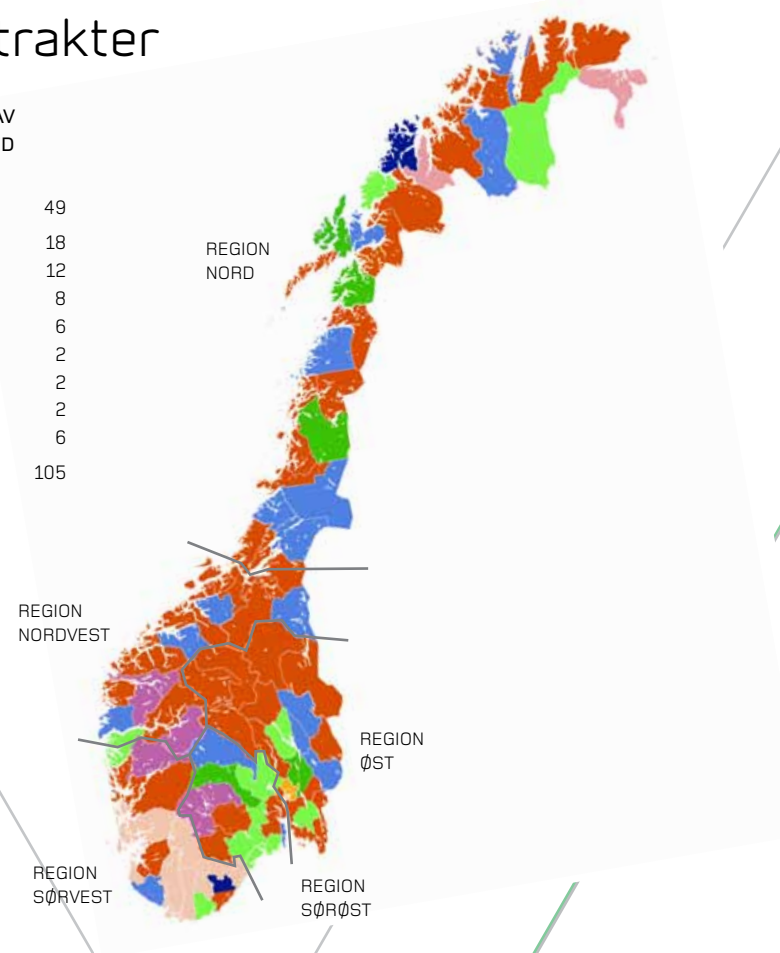 trakter
AV
D
49
18
12
8
6
2
2
2
6
105
REGION
NORD
REGION
NORDVEST
REGION
ØST
REGION
SØRVEST
REGION
SØRØST